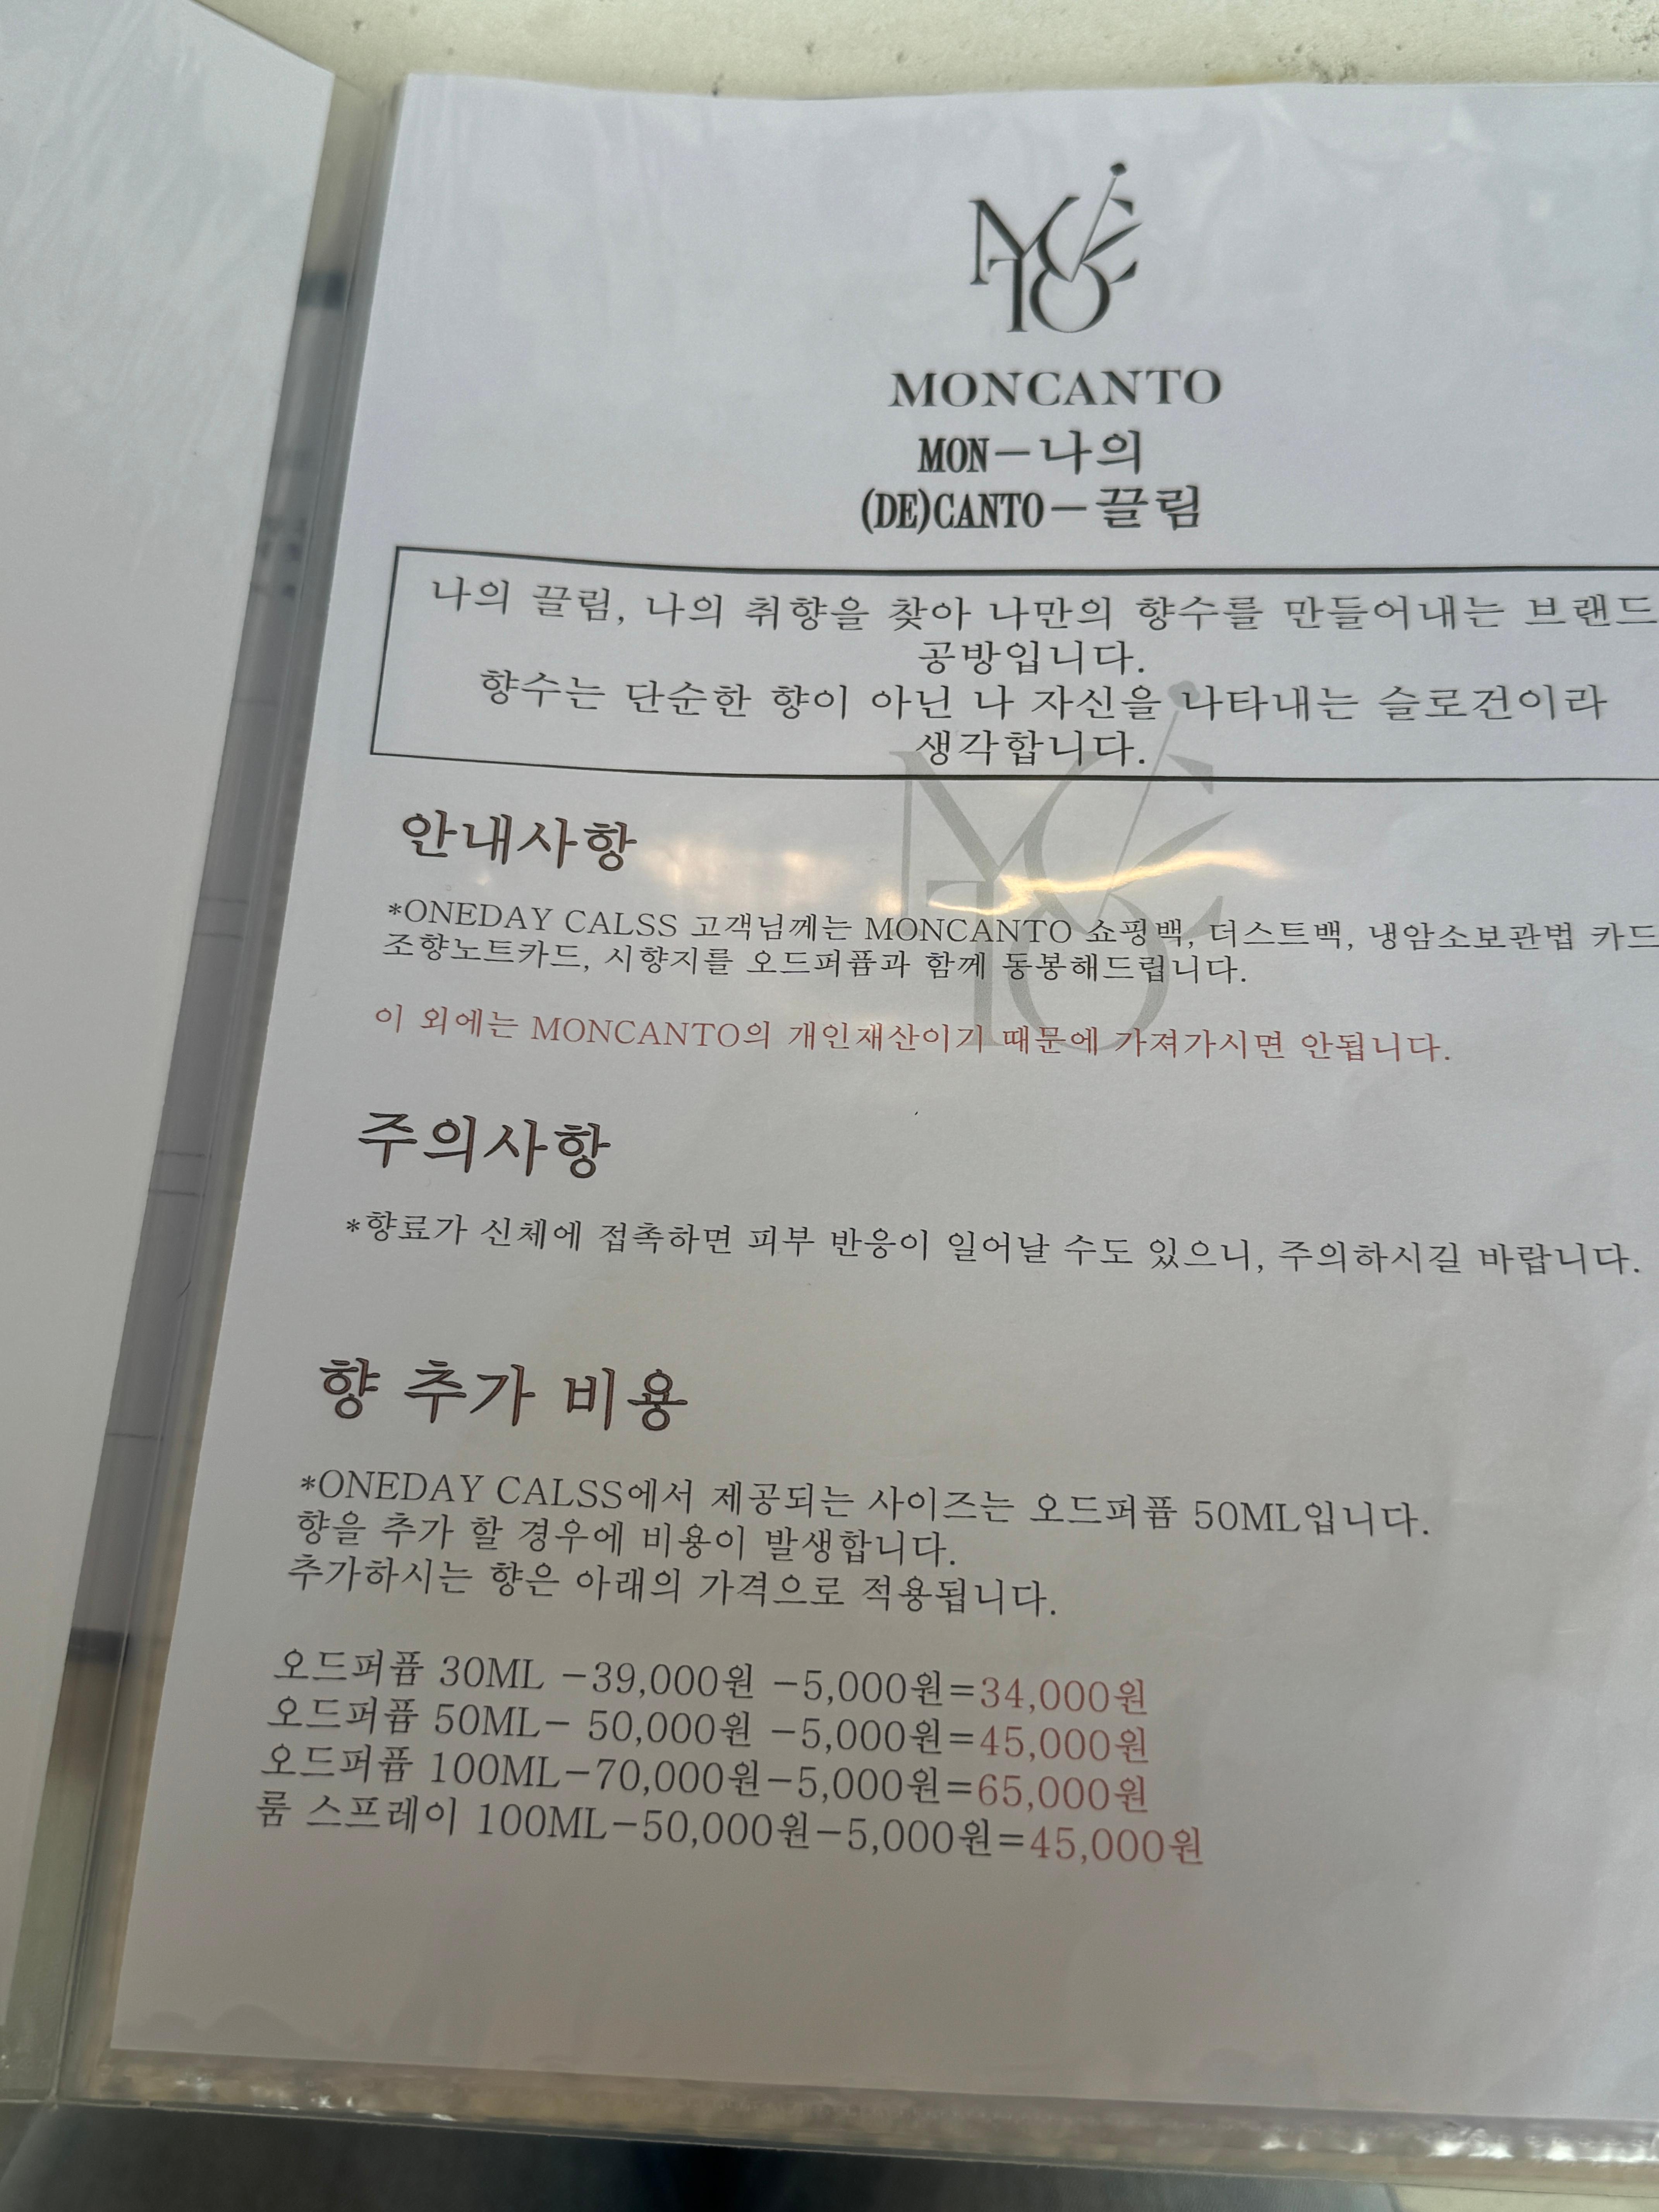 MONCANTO
MON－나의
(DE)CANTO－끌림
나의 끌림, 나의 취향을 찾아 나만의 향수를 만들어내는 브랜드
공방입니다.
향수는 단순한 향이 아닌 나 자신을 나타내는 슬로건이라
생각합니다.
안내사항
*ONEDAY CALSS 고객님께는 MONCANTO 쇼핑백, 더스트백, 냉암소보관법 카드
조향노트카드, 시향지를 오드퍼퓸과 함께 동봉해드립니다.
이 외에는 MONCANTO의 개인재산이기 때문에 가져가시면 안됩니다.
주의사항
*향료가 신체에 접촉하면 피부 반응이 일어날 수도 있으니, 주의하시길 바랍니다.
향 추가 비용
*ONEDAY CALSS에서 제공되는 사이즈는 오드퍼퓸 50ML입니다.
향을 추가 할 경우에 비용이 발생합니다.
추가하시는 향은 아래의 가격으로 적용됩니다.
오드퍼퓸 30ML －39,000원 －5,000원=34,000원
오드퍼퓸 50ML－ 50,000원 －5,000원=45,000원
오드퍼퓸 100ML－70,000원－5,000원=65,000원
룸 스프레이 100ML－50,000원－5,000원=45,000원